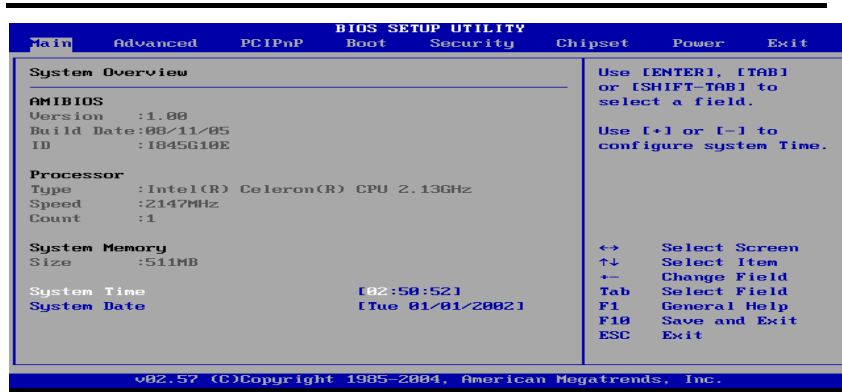 BIOS SETUP UTILITY
Main Advanced PCIPnP Boot Security Chipset Power Exit
System Overview
AMIBIOS
Version :1.00
Build Date:08/11/05
ID :I845G10E
Processor
Type :Intel(R) Celeron(R) CPU 2.13GHz
Speed :2147MHz
Count :1
System Memory
Size :511MB
System Time [02:50:52]
System Date [Tue 01/01/2002]
Use [ENTER], [TAB]
or [SHIFT-TAB] to
select a field.
Use [+] or [-] to
configure system Time.
↔ Select Screen
↑↓ Select Item
+- Change Field
Tab Select Field
F1 General Help
F10 Save and Exit
ESC Exit
v02.57 (C)Copyright 1985-2004, American Megatrends, Inc.